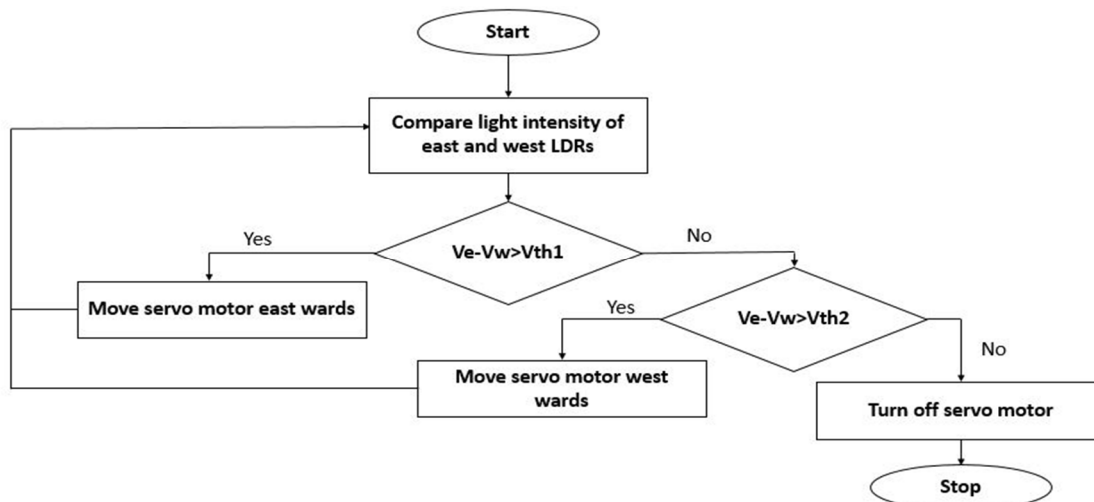 Start
Compare light intensity of
east and west LDRs
Yes
Ve-Vw>Vth1
No
Move servo motor east wards
Yes
Ve-Vw>Vth2
No
Move servo motor west
wards
Turn off servo motor
Stop